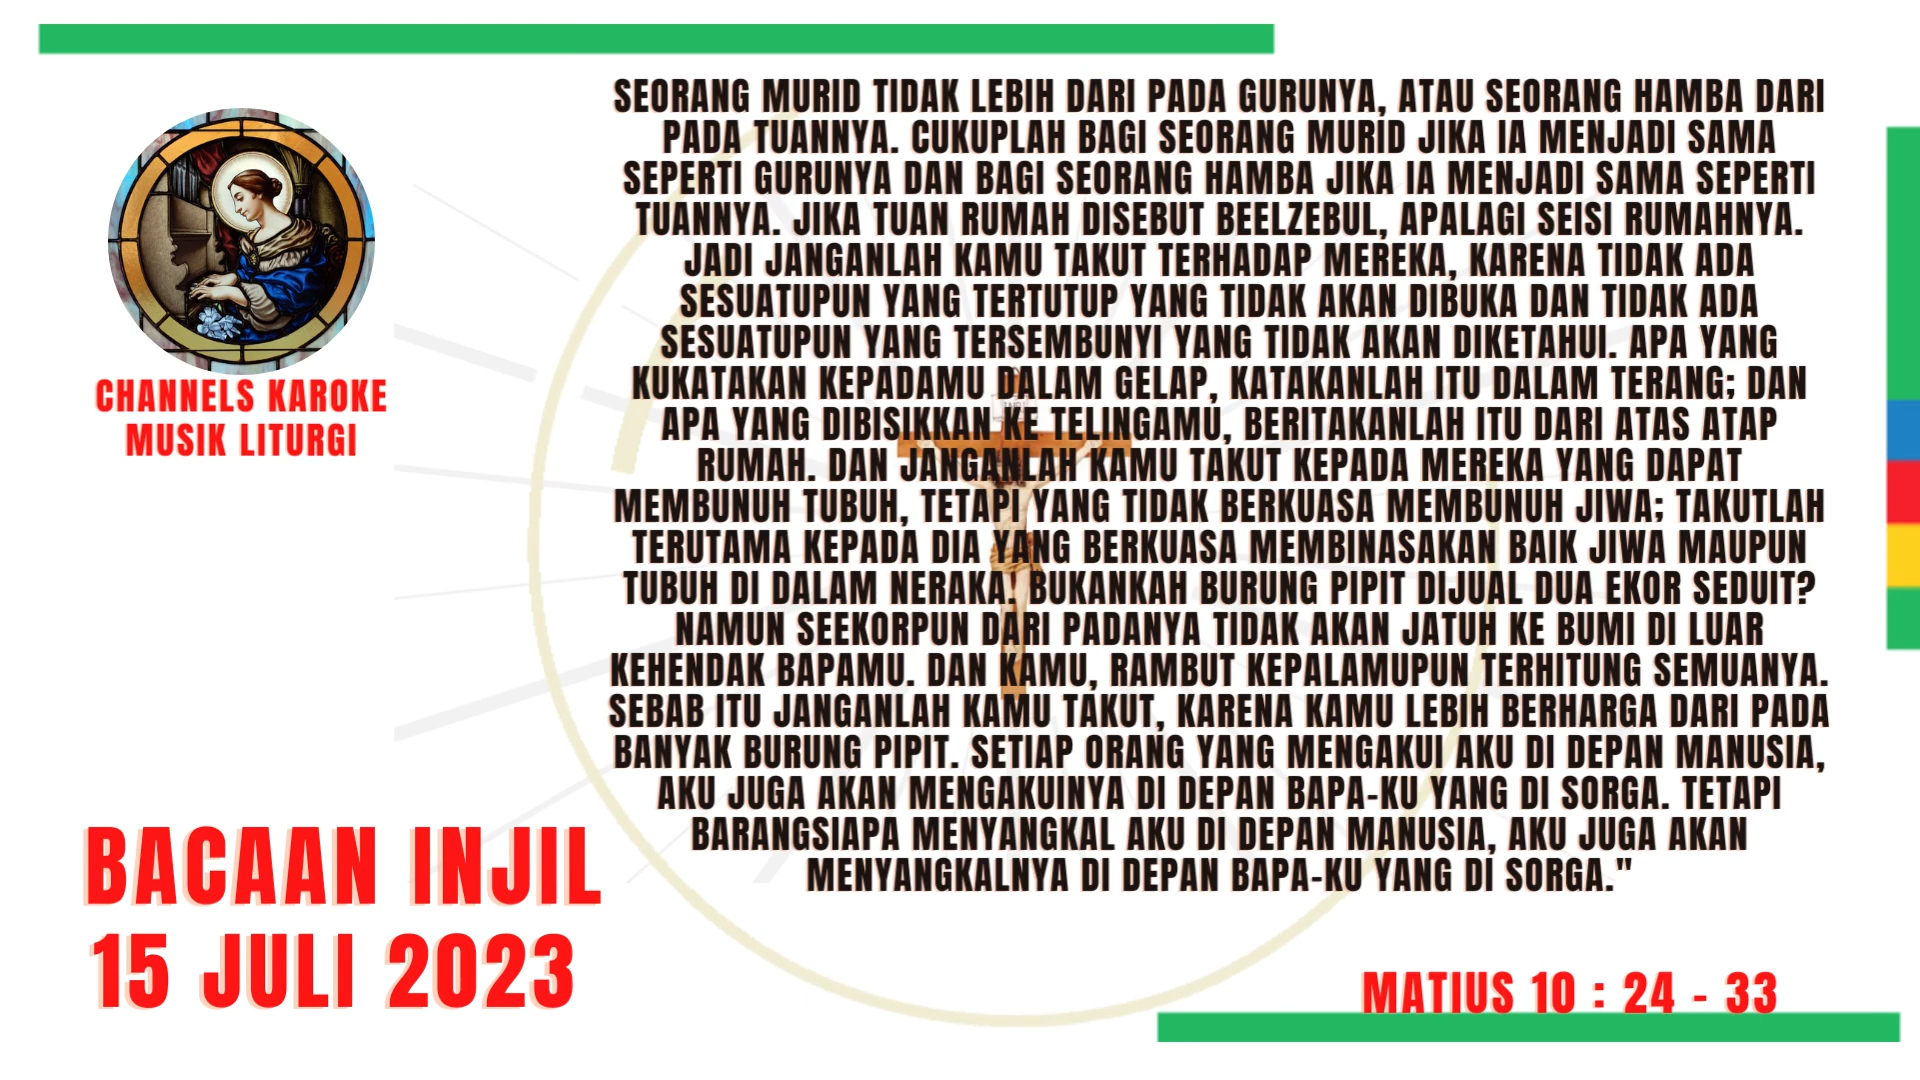 SEORANG MURID TIDAK LEBIH DARI PADA GURUNYA, ATAU SEORANG HAMBA DARI
PADA TUANNYA. CUKUPLAH BAGI SEORANG MURID JIKA IA MENJADI SAMA
SEPERTI GURUNYA DAN BAGI SEORANG HAMBA JIKA IA MENJADI SAMA SEPERTI
TUANNYA. JIKA TUAN RUMAH DISEBUT BEELZEBUL, APALAGI SEISI RUMAHNYA.
JADI JANGANLAH KAMU TAKUT TERHADAP MEREKA, KARENA TIDAK ADA
SESUATUPUN YANG TERTUTUP YANG TIDAK AKAN DIBUKA DAN TIDAK ADA
SESUATUPUN YANG TERSEMBUNYI YANG TIDAK AKAN DIKETAHUI. APA YANG
KUKATAKAN KEPADAMU DALAM GELAP, KATAKANLAH ITU DALAM TERANG; DAN
APA YANG DIBISIKKAN KE TELINGAMU, BERITAKANLAH ITU DARI ATAS ATAP
RUMAH. DAN JANGANLAH KAMU TAKUT KEPADA MEREKA YANG DAPAT
MEMBUNUH TUBUH, TETAPI YANG TIDAK BERKUASA MEMBUNUH JIWA; TAKUTLAH
TERUTAMA KEPADA DIA YANG BERKUASA MEMBINASAKAN BAIK JIWA MAUPUN
TUBUH DI DALAM NERAKA. BUKANKAH BURUNG PIPIT DIJUAL DUA EKOR SEDUIT?
NAMUN SEEKORPUN DARI PADANYA TIDAK AKAN JATUH KE BUMI DI LUAR
KEHENDAK BAPAMU. DAN KAMU, RAMBUT KEPALAMUPUN TERHITUNG SEMUANYA.
SEBAB ITU JANGANLAH KAMU TAKUT, KARENA KAMU LEBIH BERHARGA DARI PADA
BANYAK BURUNG PIPIT. SETIAP ORANG YANG MENGAKUI AKU DI DEPAN MANUSIA,
AKU JUGA AKAN MENGAKUINYA DI DEPAN BAPA-KU YANG DI SORGA. TETAPI
BARANGSIAPA MENYANGKAL AKU DI DEPAN MANUSIA, AKU JUGA AKAN
MENYANGKALNYA DI DEPAN BAPA-KU YANG DI SORGA."
CHANNELS KAROKE
MUSIK LITURGI
BACAAN INJIL
15 JULI 2023
MATIUS 10 : 24 - 33